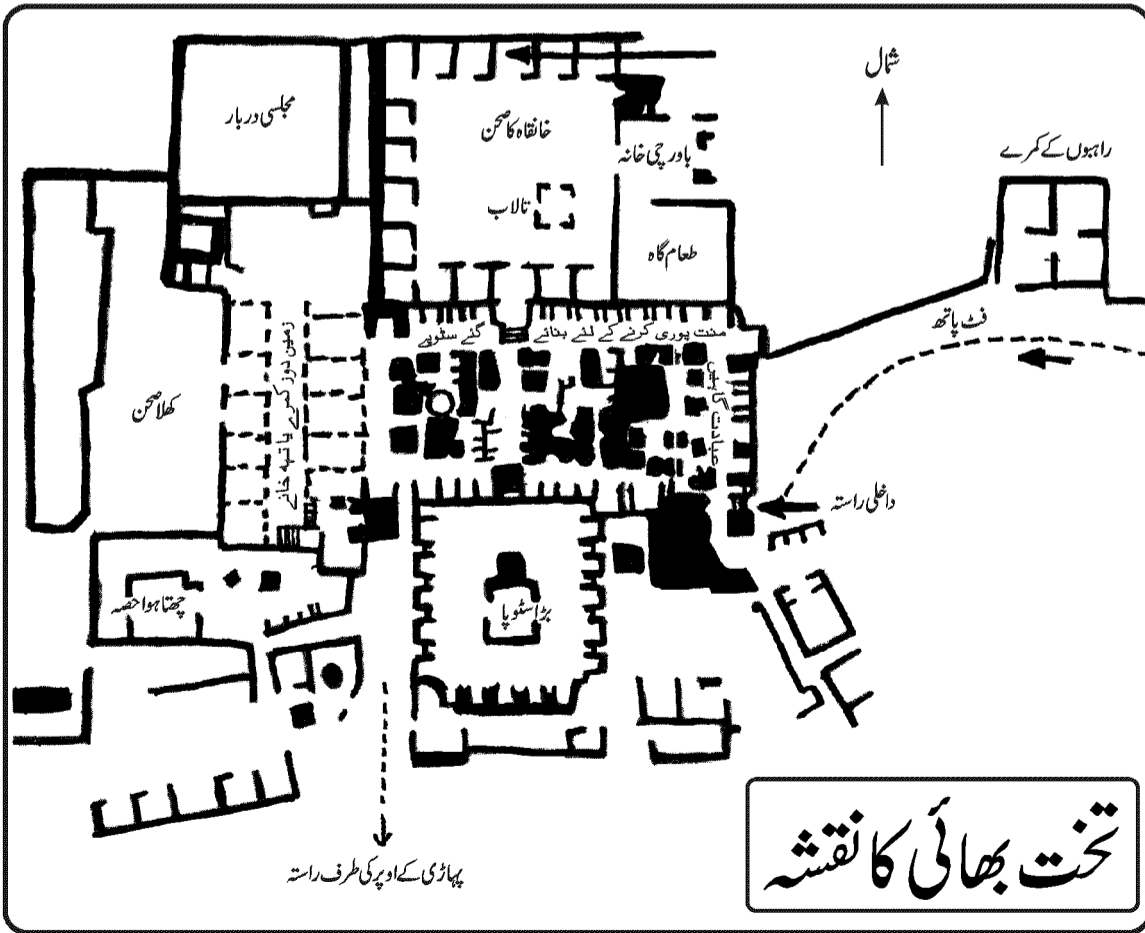 شمال
مجلسی دربار
خانقاہ کا صحن
باورچی خانہ
راہبوں کے کمرے
تالاب
طعام گاہ
فٹ پاتھ
منت پوری کرنے کے لئے بنائے گئے سٹوپے
کھلا صحن
زمین دوز کمرے یا تہہ خانے
عبادت گاہیں
داخلی راستہ
چھتا ہوا حصہ
بڑا سٹوپا
پہاڑی کے اوپر کی طرف راستہ
تخت بھائی کا نقشہ